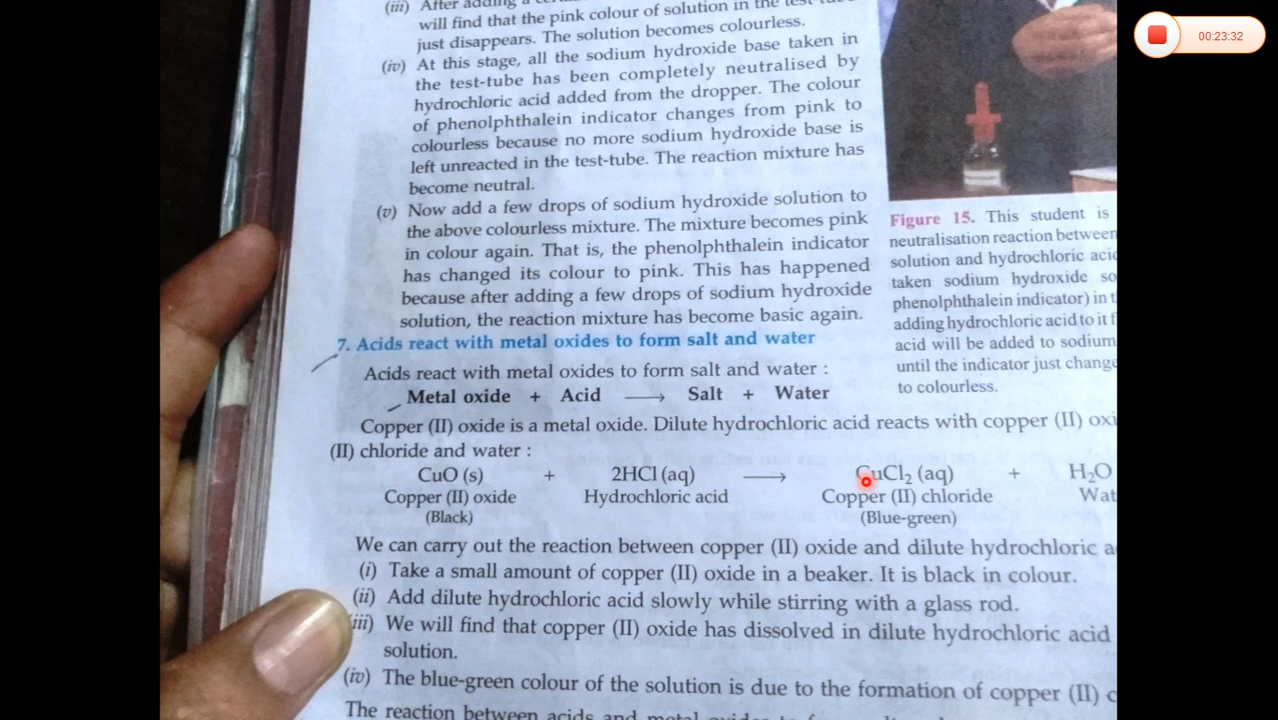 (iii) After adding a
will find that the pink colour of solution in the
just disappears. The solution becomes colourless.
(iv) At this stage, all the sodium hydroxide base taken in
the test-tube has been completely neutralised by
hydrochloric acid added from the dropper. The colour
of phenolphthalein indicator changes from pink to
colourless because no more sodium hydroxide base is
left unreacted in the test-tube. The reaction mixture has
become neutral.
(v) Now add a few drops of sodium hydroxide solution to
the above colourless mixture. The mixture becomes pink
in colour again. That is, the phenolphthalein indicator
has changed its colour to pink. This has happened
because after adding a few drops of sodium hydroxide
solution, the reaction mixture has become basic again.
Figure 15. This student is
neutralisation reaction between
solution and hydrochloric
taken sodium hydroxide
phenolphthalein indicator) in
adding hydrochloric acid to it
acid will be added to sodium
until the indicator just
to colourless.
7. Acids react with metal oxides to form salt and water
Acids react with metal oxides to form salt and water :
Metal oxide + Acid ⟶ Salt + Water
Copper (II) oxide is a metal oxide. Dilute hydrochloric acid reacts with copper (II)
(II) chloride and water :
CuO (s) + 2HCl (aq) ⟶ CuCl₂ (aq) + H₂O
Copper (II) oxide Hydrochloric acid Copper (II) chloride
(Black) (Blue-green)
We can carry out the reaction between copper (II) oxide and dilute hydrochloric
(i) Take a small amount of copper (II) oxide in a beaker. It is black in colour.
(ii) Add dilute hydrochloric acid slowly while stirring with a glass rod.
iii) We will find that copper (II) oxide has dissolved in dilute hydrochloric acid
solution.
(iv) The blue-green colour of the solution is due to the formation of copper (II)
The reaction between acids and metal oxides
00:23:32